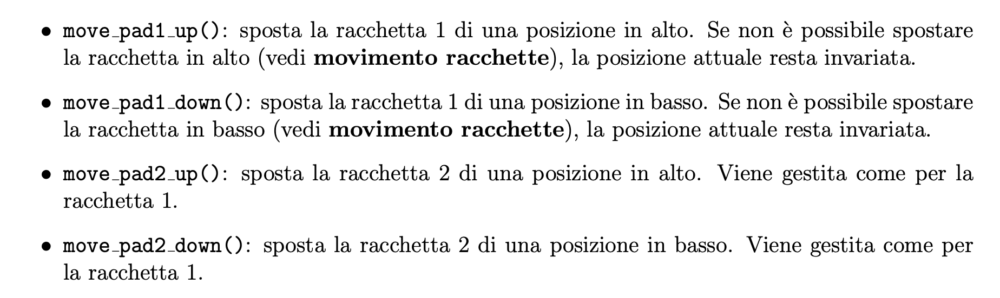 • move_pad1_up(): sposta la racchetta 1 di una posizione in alto. Se non è possibile spostare
la racchetta in alto (vedi movimento racchette), la posizione attuale resta invariata.
• move_pad1_down(): sposta la racchetta 1 di una posizione in basso. Se non è possibile spostare
la racchetta in basso (vedi movimento racchette), la posizione attuale resta invariata.
• move_pad2_up(): sposta la racchetta 2 di una posizione in alto. Viene gestita come per la
racchetta 1.
• move_pad2_down(): sposta la racchetta 2 di una posizione in basso. Viene gestita come per
la racchetta 1.